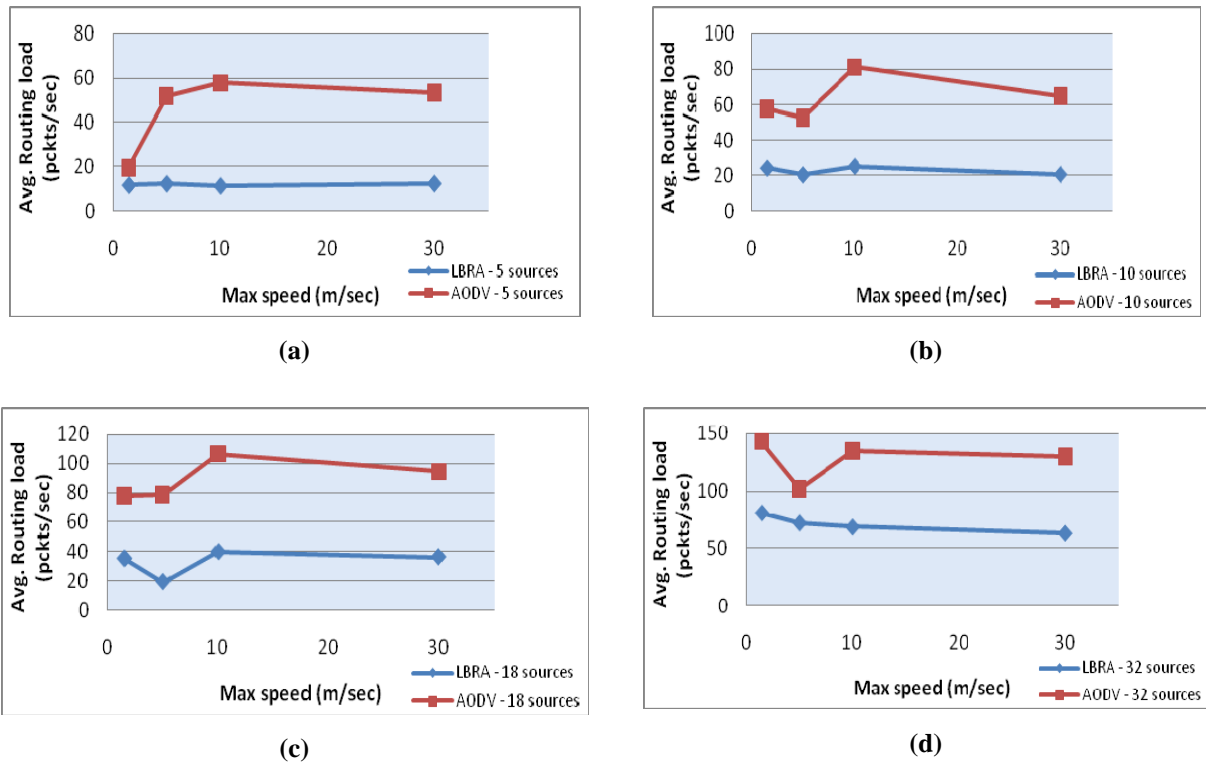 Avg. Routing load
(pckts/sec)
80
60
40
20
0
0 10 20 30
Max speed (m/sec)
LBRA - 5 sources
AODV - 5 sources
(a)
Avg. Routing load
(pckts/sec)
100
80
60
40
20
0
0 10 20 30
Max speed (m/sec)
LBRA - 10 sources
AODV - 10 sources
(b)
Avg. Routing load
(pckts/sec)
120
100
80
60
40
20
0
0 10 20 30
Max speed (m/sec)
LBRA - 18 sources
AODV - 18 sources
(c)
Avg. Routing load
(pckts/sec)
150
100
50
0
0 10 20 30
Max speed (m/sec)
LBRA - 32 sources
AODV - 32 sources
(d)